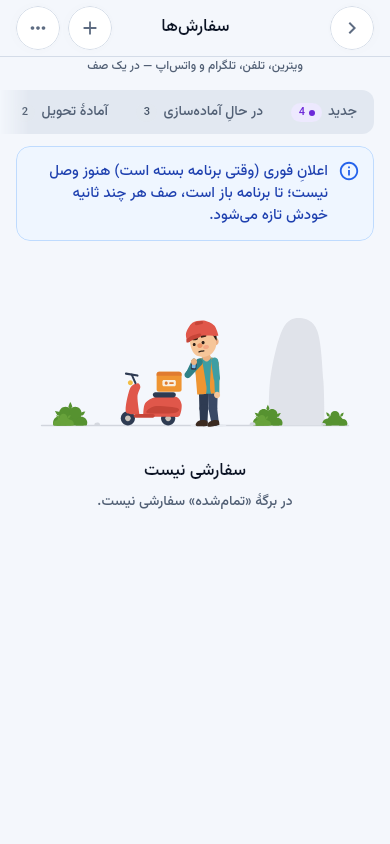 سفارش‌ها
ویترین، تلفن، تلگرام و واتس‌اپ — در یک صف
جدید 4 در حالِ آماده‌سازی 3 آمادهٔ تحویل 2
اعلانِ فوری (وقتی برنامه بسته است) هنوز وصل
نیست؛ تا برنامه باز است، صف هر چند ثانیه
خودش تازه می‌شود.
سفارشی نیست
در برگهٔ «تمام‌شده» سفارشی نیست.